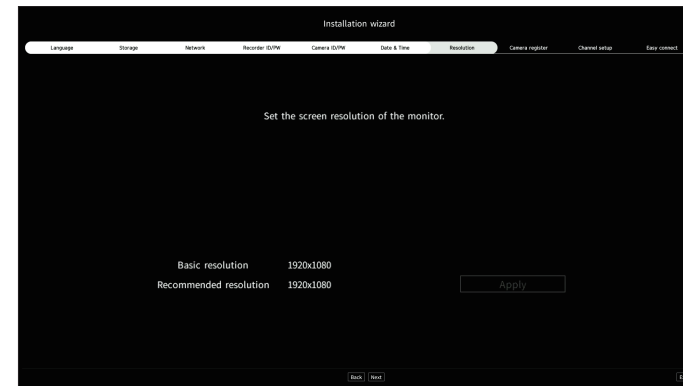 Installation wizard
Language Storage Network Recorder ID/PW Camera ID/PW Date & Time Resolution Camera register Channel setup Easy connect
Set the screen resolution of the monitor.
Basic resolution 1920x1080
Recommended resolution 1920x1080
Apply
Back Next